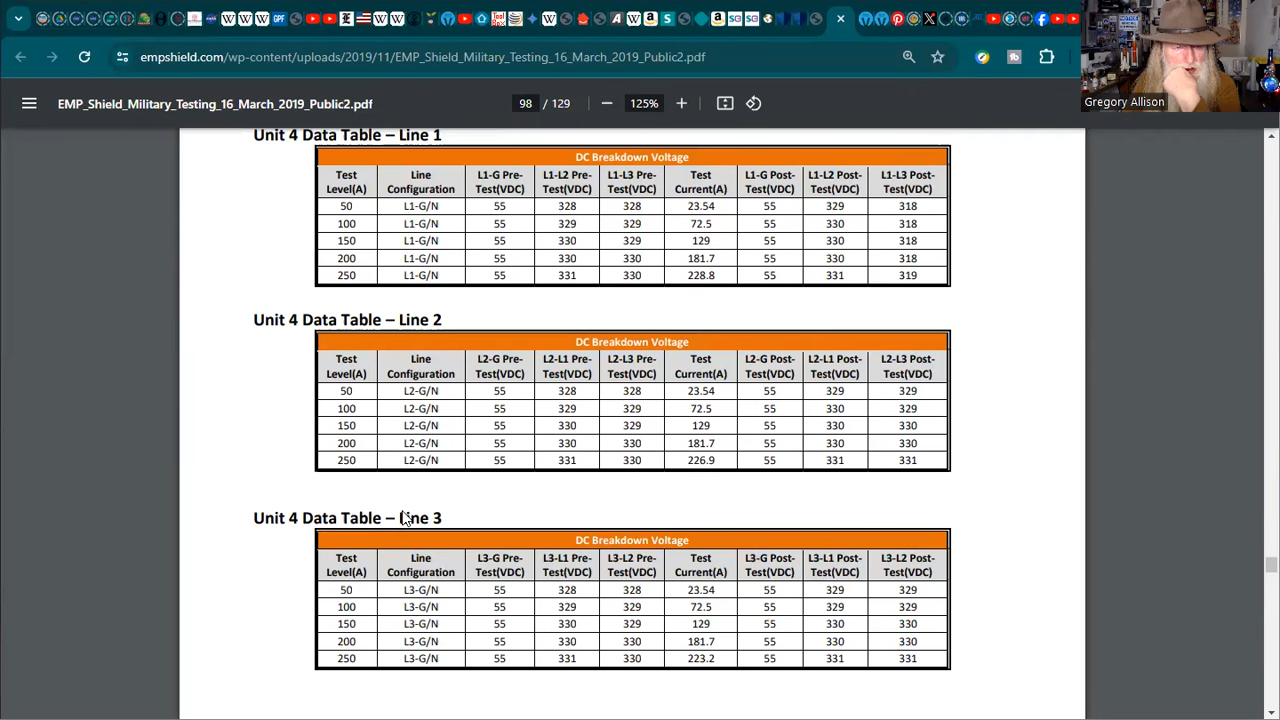 empshield.com/wp-content/uploads/2019/11/EMP_Shield_Military_Testing_16_March_2019_Public2.pdf
Gregory Allison
EMP_Shield_Military_Testing_16_March_2019_Public2.pdf
98 / 129
125%
Unit 4 Data Table – Line 1
DC Breakdown Voltage
Test Level(A) Line Configuration L1-G Pre-Test(VDC) L1-L2 Pre-Test(VDC) L1-L3 Pre-Test(VDC) Test Current(A) L1-G Post-Test(VDC) L1-L2 Post-Test(VDC) L1-L3 Post-Test(VDC)
50 L1-G/N 55 328 328 23.54 55 329 318
100 L1-G/N 55 329 329 72.5 55 330 318
150 L1-G/N 55 330 329 129 55 330 318
200 L1-G/N 55 330 330 181.7 55 330 318
250 L1-G/N 55 331 330 228.8 55 331 319
Unit 4 Data Table – Line 2
DC Breakdown Voltage
Test Level(A) Line Configuration L2-G Pre-Test(VDC) L2-L1 Pre-Test(VDC) L2-L3 Pre-Test(VDC) Test Current(A) L2-G Post-Test(VDC) L2-L1 Post-Test(VDC) L2-L3 Post-Test(VDC)
50 L2-G/N 55 328 328 23.54 55 329 329
100 L2-G/N 55 329 329 72.5 55 330 329
150 L2-G/N 55 330 329 129 55 330 330
200 L2-G/N 55 330 330 181.7 55 330 330
250 L2-G/N 55 331 330 226.9 55 331 331
Unit 4 Data Table – Line 3
DC Breakdown Voltage
Test Level(A) Line Configuration L3-G Pre-Test(VDC) L3-L1 Pre-Test(VDC) L3-L2 Pre-Test(VDC) Test Current(A) L3-G Post-Test(VDC) L3-L1 Post-Test(VDC) L3-L2 Post-Test(VDC)
50 L3-G/N 55 328 328 23.54 55 329 329
100 L3-G/N 55 329 329 72.5 55 330 329
150 L3-G/N 55 330 329 129 55 330 330
200 L3-G/N 55 330 330 181.7 55 330 330
250 L3-G/N 55 331 330 223.2 55 331 331